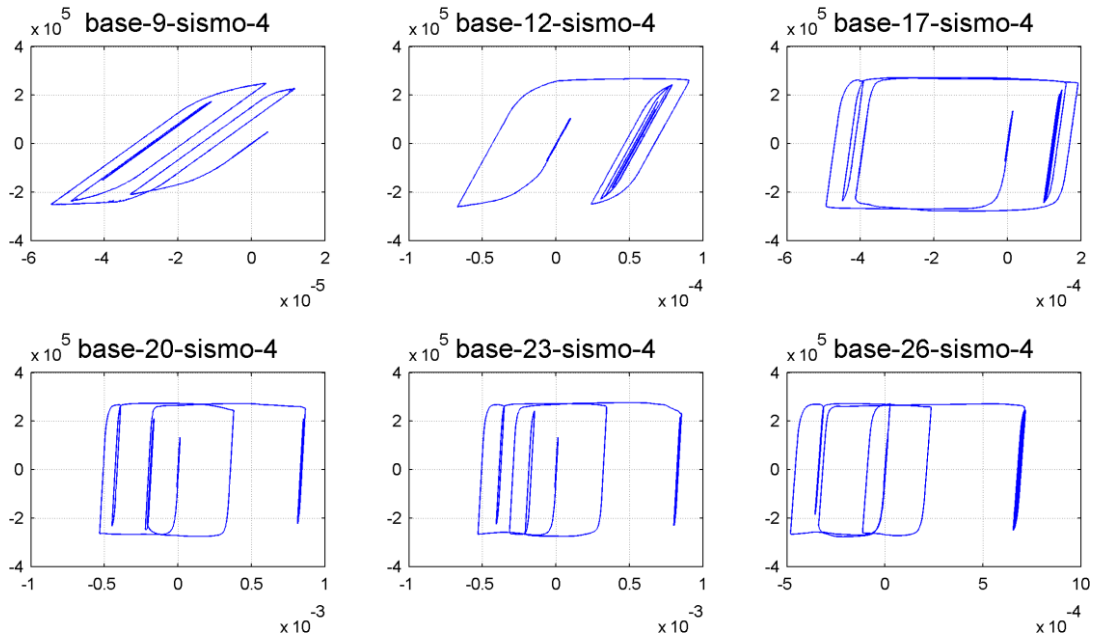 x 10^5 base-9-sismo-4
4
2
0
-2
-4
-6 -4 -2 0 2
x 10^-5
x 10^5 base-12-sismo-4
4
2
0
-2
-4
-1 -0.5 0 0.5 1
x 10^-4
x 10^5 base-17-sismo-4
4
2
0
-2
-4
-6 -4 -2 0 2
x 10^-4
x 10^5 base-20-sismo-4
4
2
0
-2
-4
-1 -0.5 0 0.5 1
x 10^-3
x 10^5 base-23-sismo-4
4
2
0
-2
-4
-1 -0.5 0 0.5 1
x 10^-3
x 10^5 base-26-sismo-4
4
2
0
-2
-4
-5 0 5 10
x 10^-4